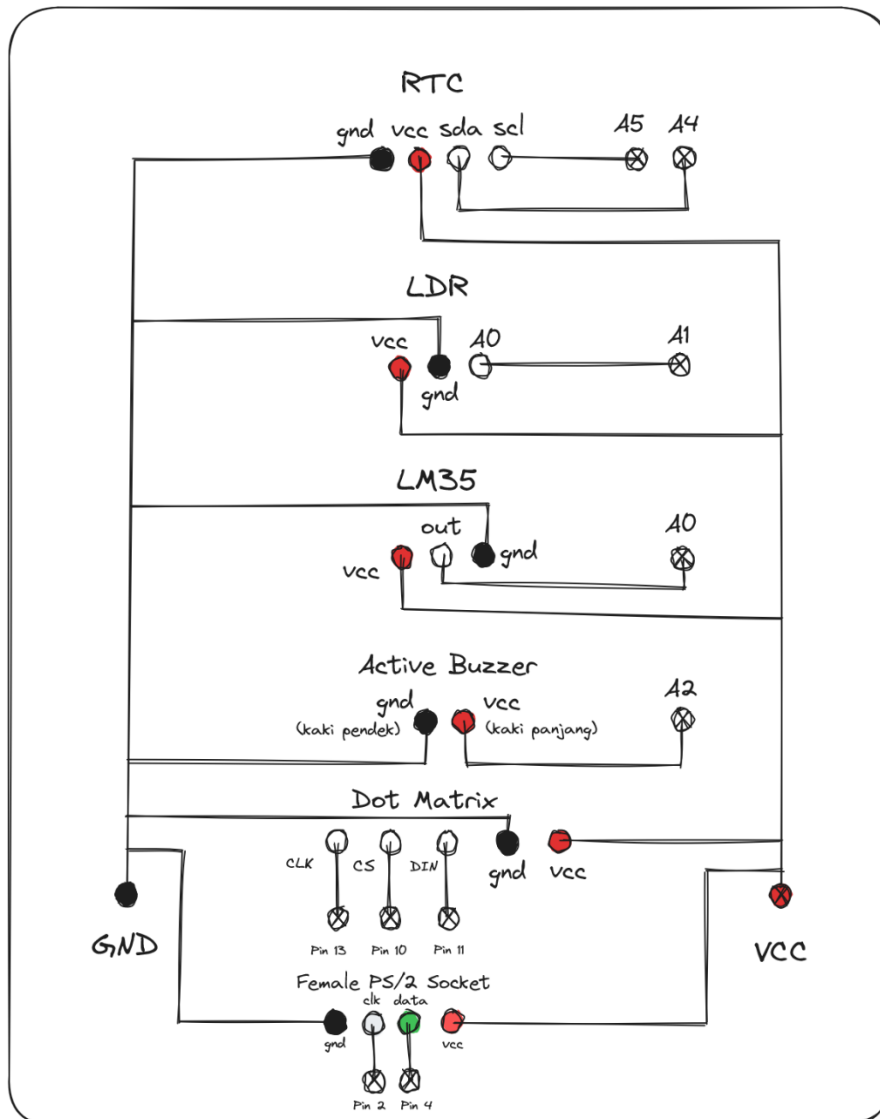 RTC
gnd vcc sda scl A5 A4
LDR
vcc A0 A1
gnd
LM35
out A0
vcc gnd
Active Buzzer
gnd vcc A2
(kaki pendek) (kaki panjang)
Dot Matrix
CLK CS DIN gnd vcc
GND Pin 13 Pin 10 Pin 11 VCC
Female PS/2 Socket
clk data
gnd vcc
Pin 2 Pin 4